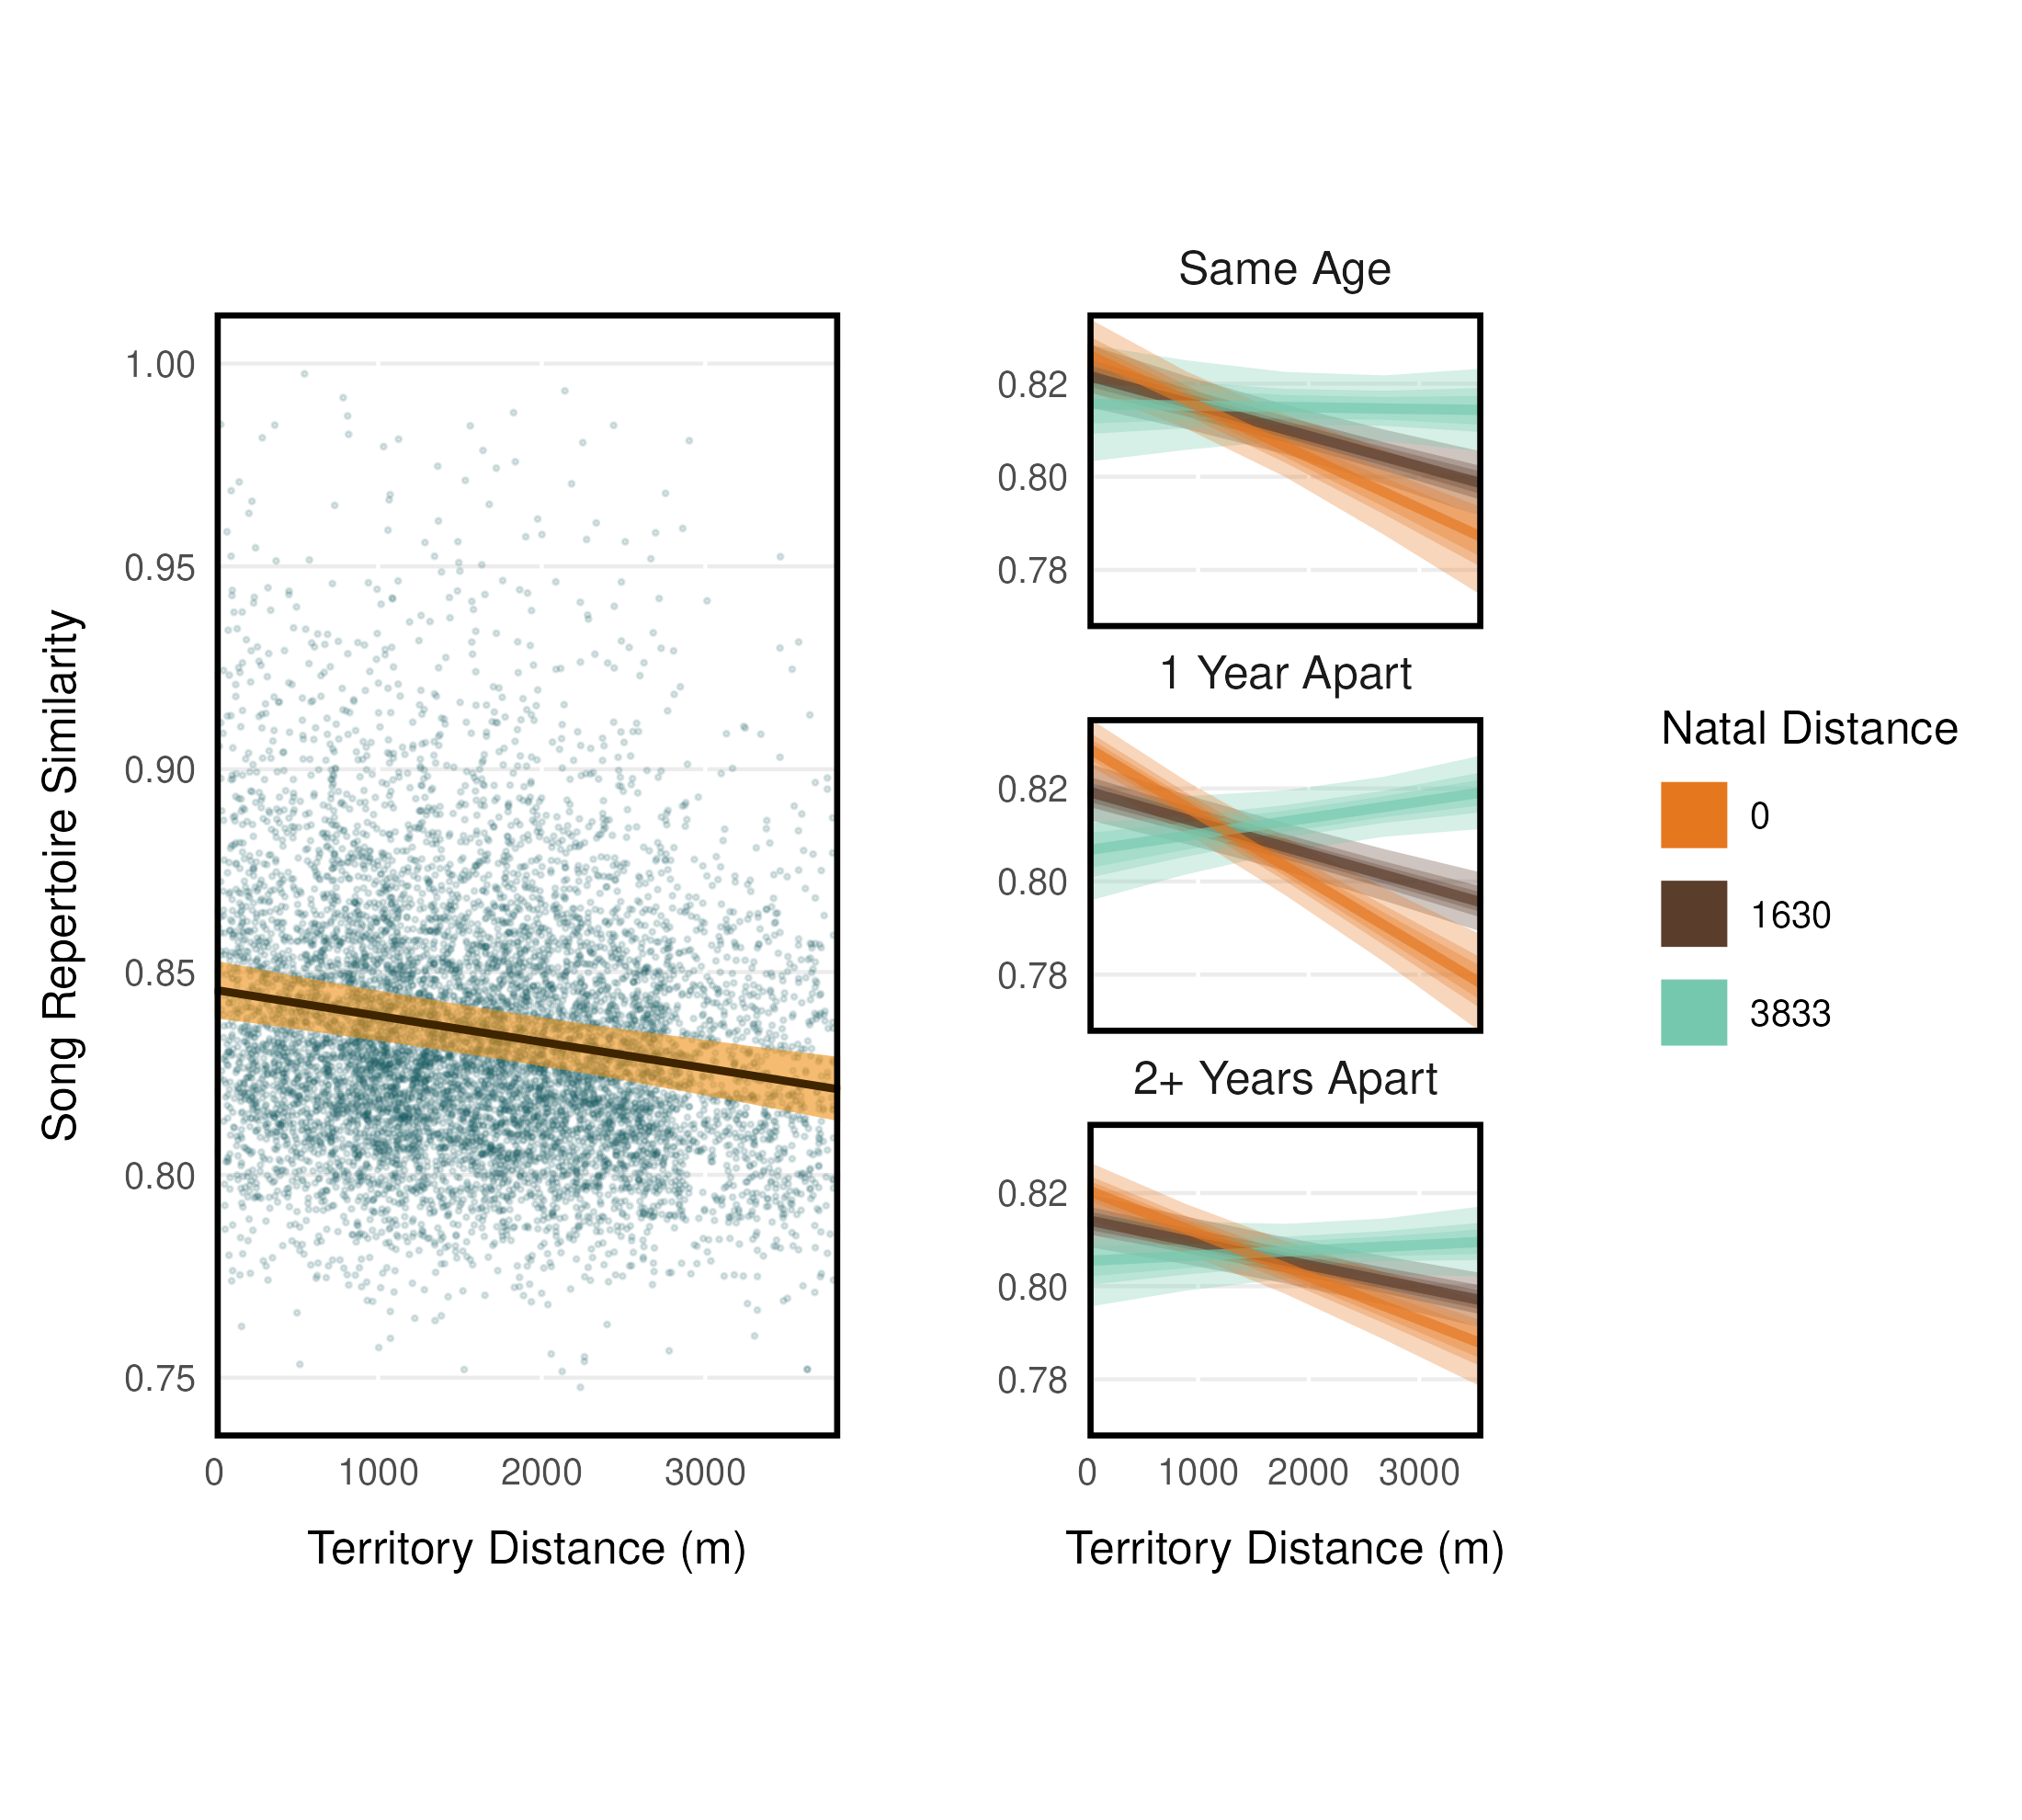 Song Repertoire Similarity
1.00
0.95
0.90
0.85
0.80
0.75
0 1000 2000 3000
Territory Distance (m)
Same Age
0.82
0.80
0.78
1 Year Apart
0.82
0.80
0.78
2+ Years Apart
0.82
0.80
0.78
0 1000 2000 3000
Territory Distance (m)
Natal Distance
0
1630
3833